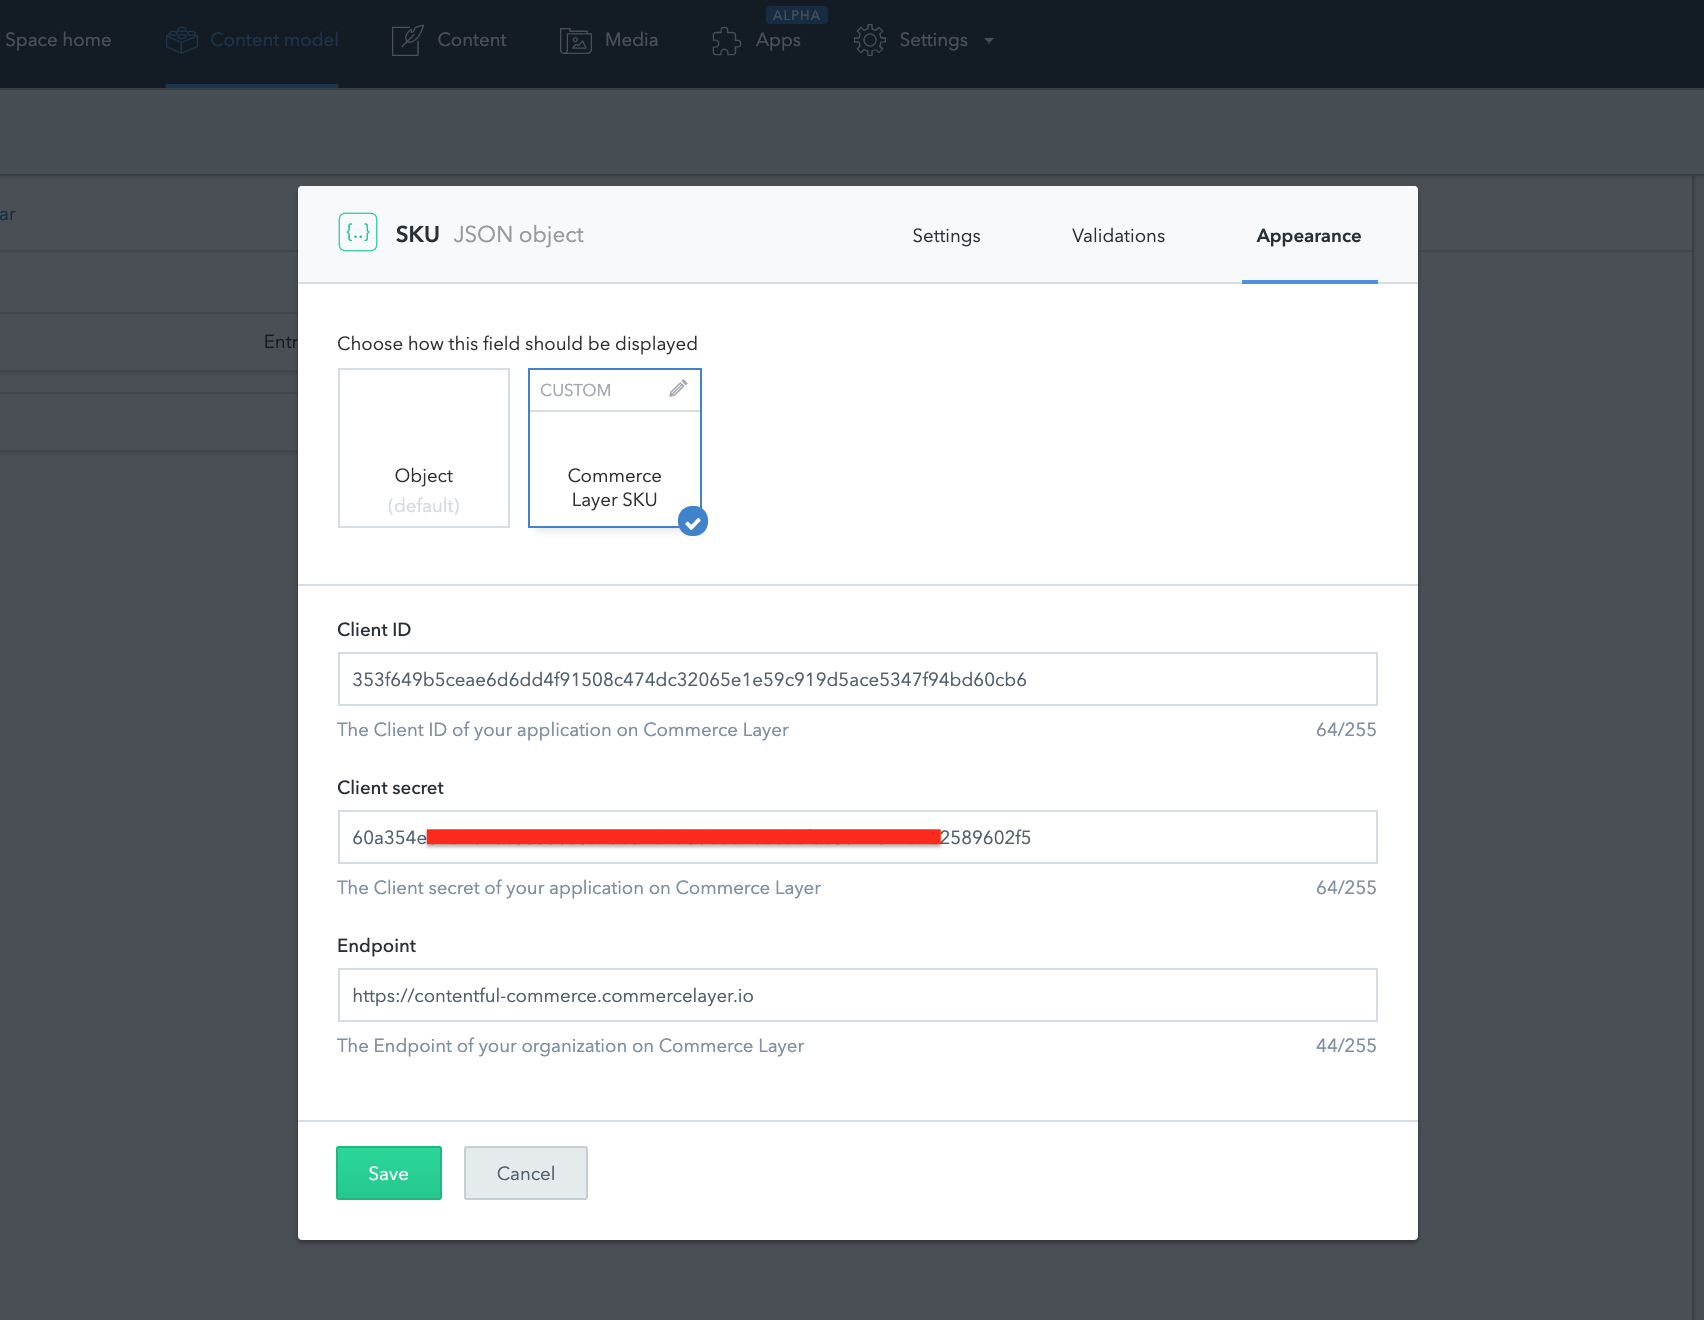 ALPHA
Space home
Content model
Content
Media
Apps
Settings
ar
{..}
SKU JSON object
Settings
Validations
Appearance
Entr
Choose how this field should be displayed
Object
(default)
CUSTOM
Commerce
Layer SKU
Client ID
353f649b5ceae6d6dd4f91508c474dc32065e1e59c919d5ace5347f94bd60cb6
The Client ID of your application on Commerce Layer
64/255
Client secret
60a354e
2589602f5
The Client secret of your application on Commerce Layer
64/255
Endpoint
https://contentful-commerce.commercelayer.io
The Endpoint of your organization on Commerce Layer
44/255
Save
Cancel